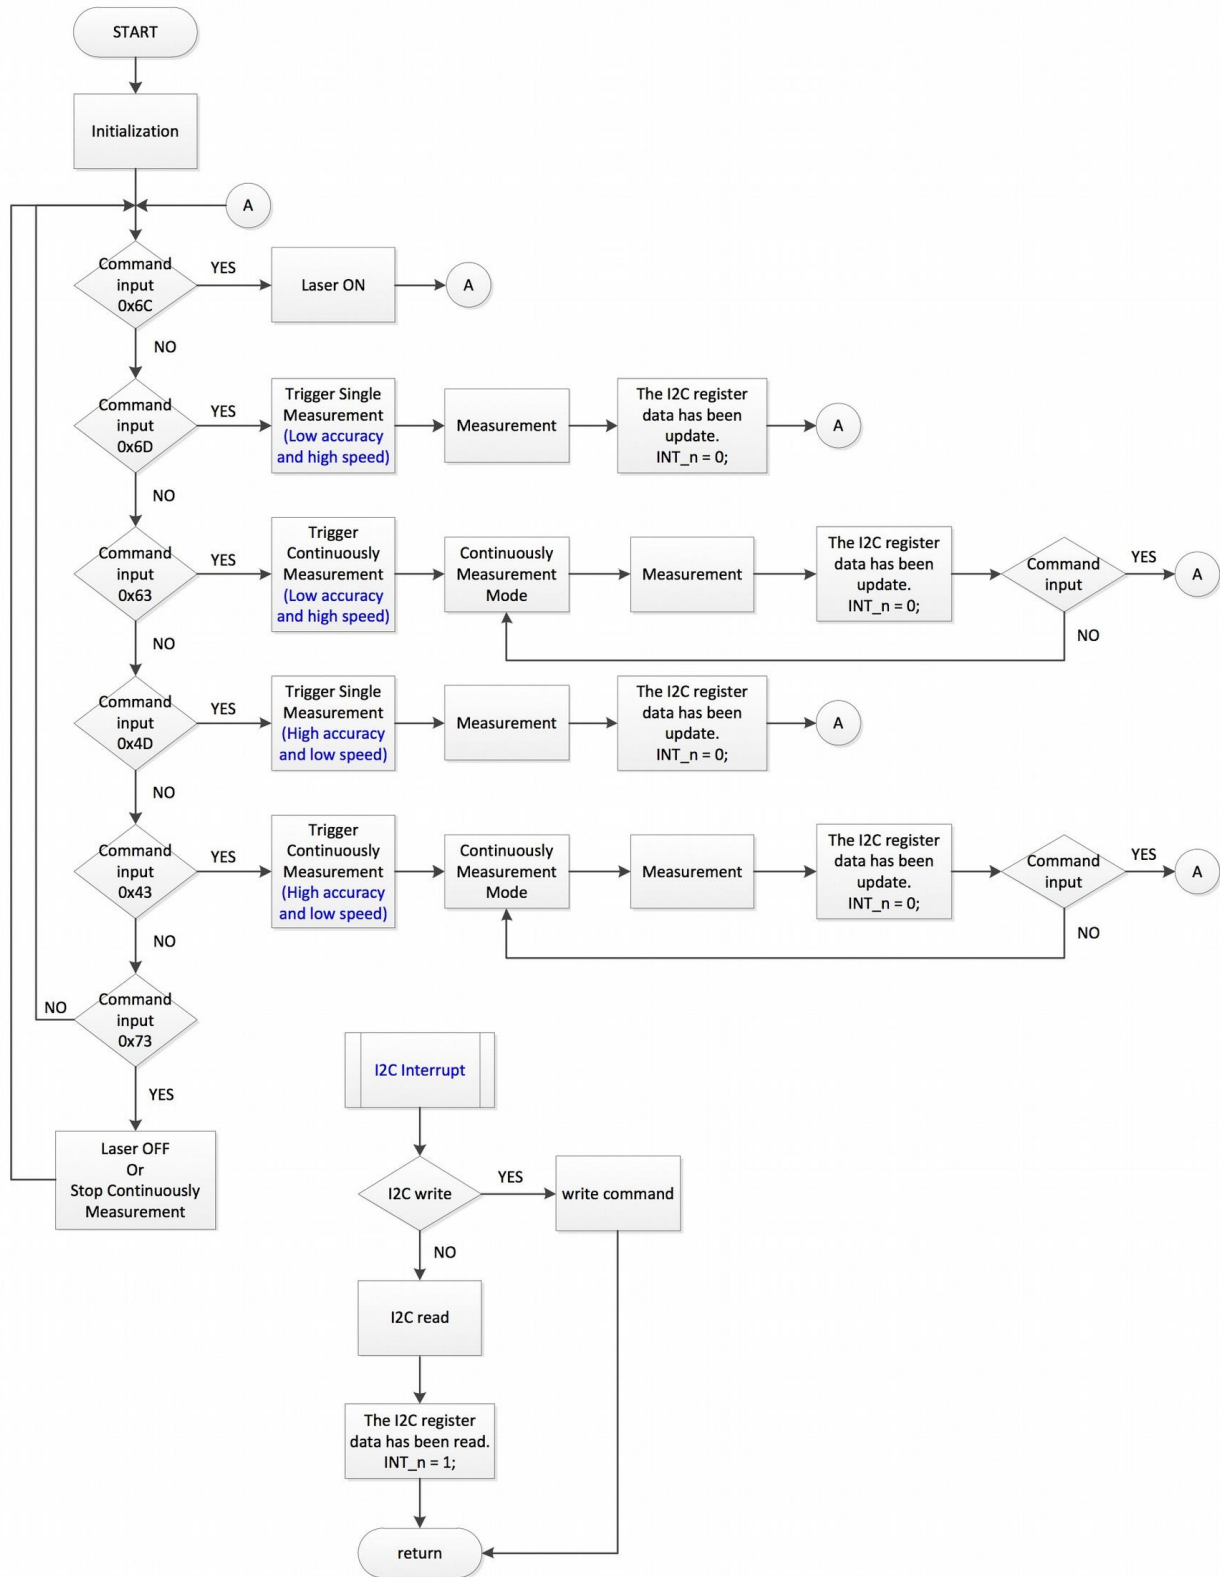 START
Initialization
A
Command
input
0x6C
YES
Laser ON
A
NO
Command
input
0x6D
YES
Trigger Single
Measurement
(Low accuracy
and high speed)
Measurement
The I2C register
data has been
update.
INT_n = 0;
A
NO
Command
input
0x63
YES
Trigger
Continuously
Measurement
(Low accuracy
and high speed)
Continuously
Measurement
Mode
Measurement
The I2C register
data has been
update.
INT_n = 0;
Command
input
YES
A
NO
NO
Command
input
0x4D
YES
Trigger Single
Measurement
(High accuracy
and low speed)
Measurement
The I2C register
data has been
update.
INT_n = 0;
A
NO
Command
input
0x43
YES
Trigger
Continuously
Measurement
(High accuracy
and low speed)
Continuously
Measurement
Mode
Measurement
The I2C register
data has been
update.
INT_n = 0;
Command
input
YES
A
NO
NO
Command
input
0x73
NO
YES
Laser OFF
Or
Stop Continuously
Measurement
I2C Interrupt
I2C write
YES
write command
NO
I2C read
The I2C register
data has been read.
INT_n = 1;
return